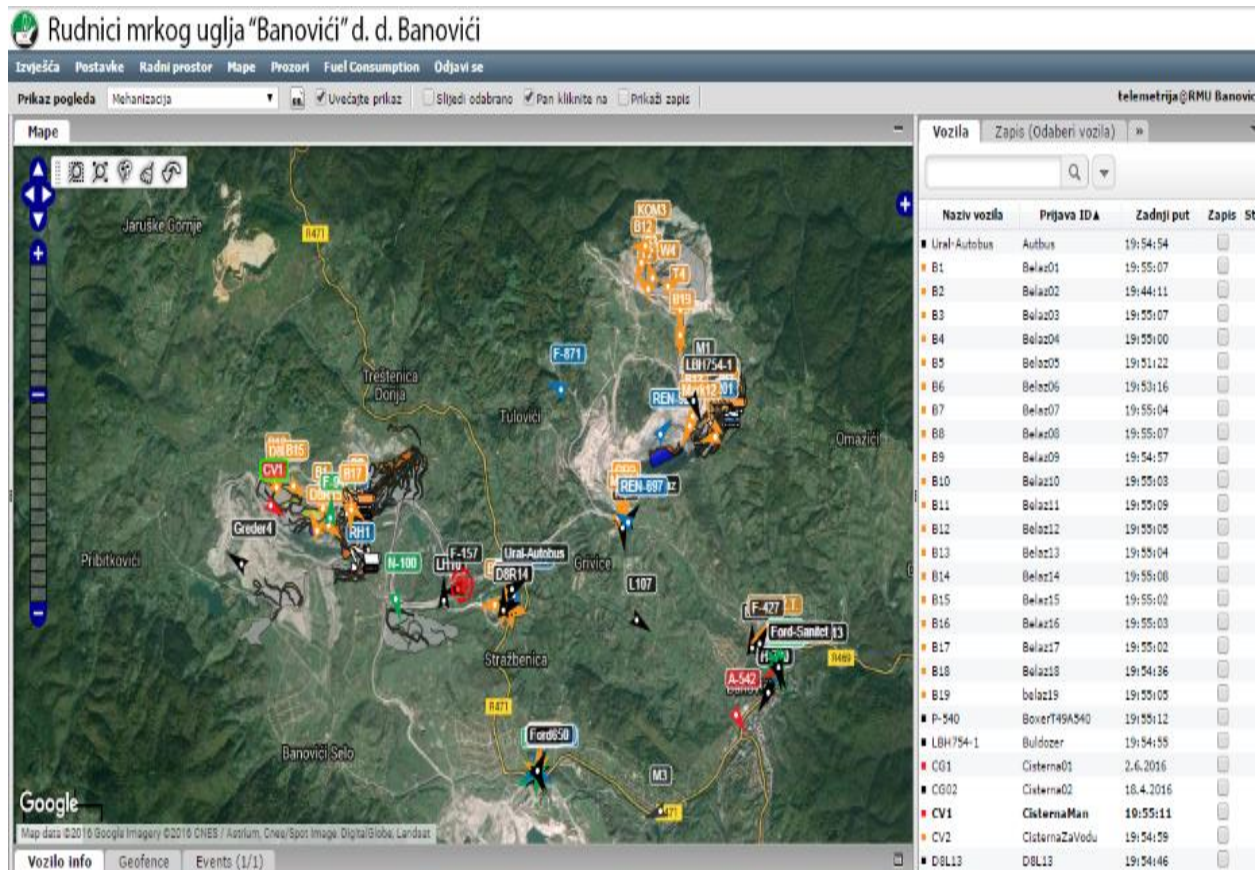 Rudnici mrkog uglja "Banovići" d. d. Banovići
Izvješća Postavke Radni prostor Mape Prozori Fuel Consumption Odjavi se
Prikaz pogleda Mehanizacija Uvećajte prikaz Slijedi odabrano Pan kliknite na Prikaži zapis telemetrija@RMU Banovic
Mape
Vozila Zapis (Odaberi vozila) »
Jaruške Gornje
R471
KOM3
B12
W4
T4
B19
F-871
M1
LBH754-1
Treštenica Donja
Tulovići
Omazići
B15
CV1
B1
B17
REN-897
Greder4
RH1
Pribitkovići
N-100
F-157
Ural-Autobus
D8R14
Grivice
L107
F-427
Ford-Sanitet
R469
A-542
Stražbenica
R471
Ford650
Banovići Selo
M3
Google
Map data ©2016 Google Imagery ©2016 CNES / Astrium, Cnes/Spot Image, DigitalGlobe, Landsat
Vozilo info Geofence Events (1/1)
Naziv vozila Prijava ID▲ Zadnji put Zapis St
Ural-Autobus Autbus 19:54:54
B1 Belaz01 19:55:07
B2 Belaz02 19:44:11
B3 Belaz03 19:55:07
B4 Belaz04 19:55:00
B5 Belaz05 19:51:22
B6 Belaz06 19:53:16
B7 Belaz07 19:55:04
B8 Belaz08 19:55:07
B9 Belaz09 19:54:57
B10 Belaz10 19:55:03
B11 Belaz11 19:55:09
B12 Belaz12 19:55:05
B13 Belaz13 19:55:04
B14 Belaz14 19:55:08
B15 Belaz15 19:55:02
B16 Belaz16 19:55:03
B17 Belaz17 19:55:02
B18 Belaz18 19:54:36
B19 belaz19 19:55:05
P-540 BoxerT49A540 19:55:12
LBH754-1 Buldozer 19:54:55
CG1 Cisterna01 2.6.2016
CG02 Cisterna02 18.4.2016
CV1 CisternaMan 19:55:11
CV2 CisternaZaVodu 19:54:59
D8L13 D8L13 19:54:46